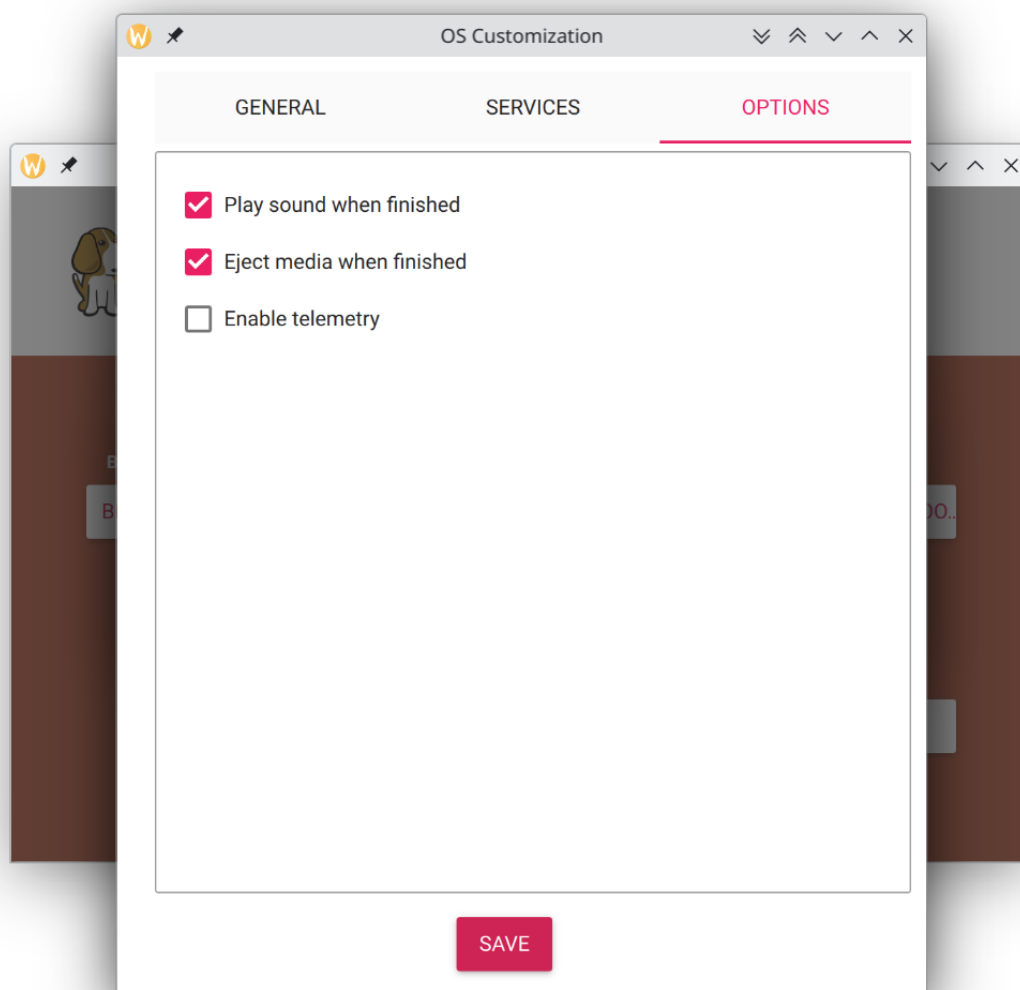 OS Customization
GENERAL SERVICES OPTIONS
Play sound when finished
Eject media when finished
Enable telemetry
SAVE